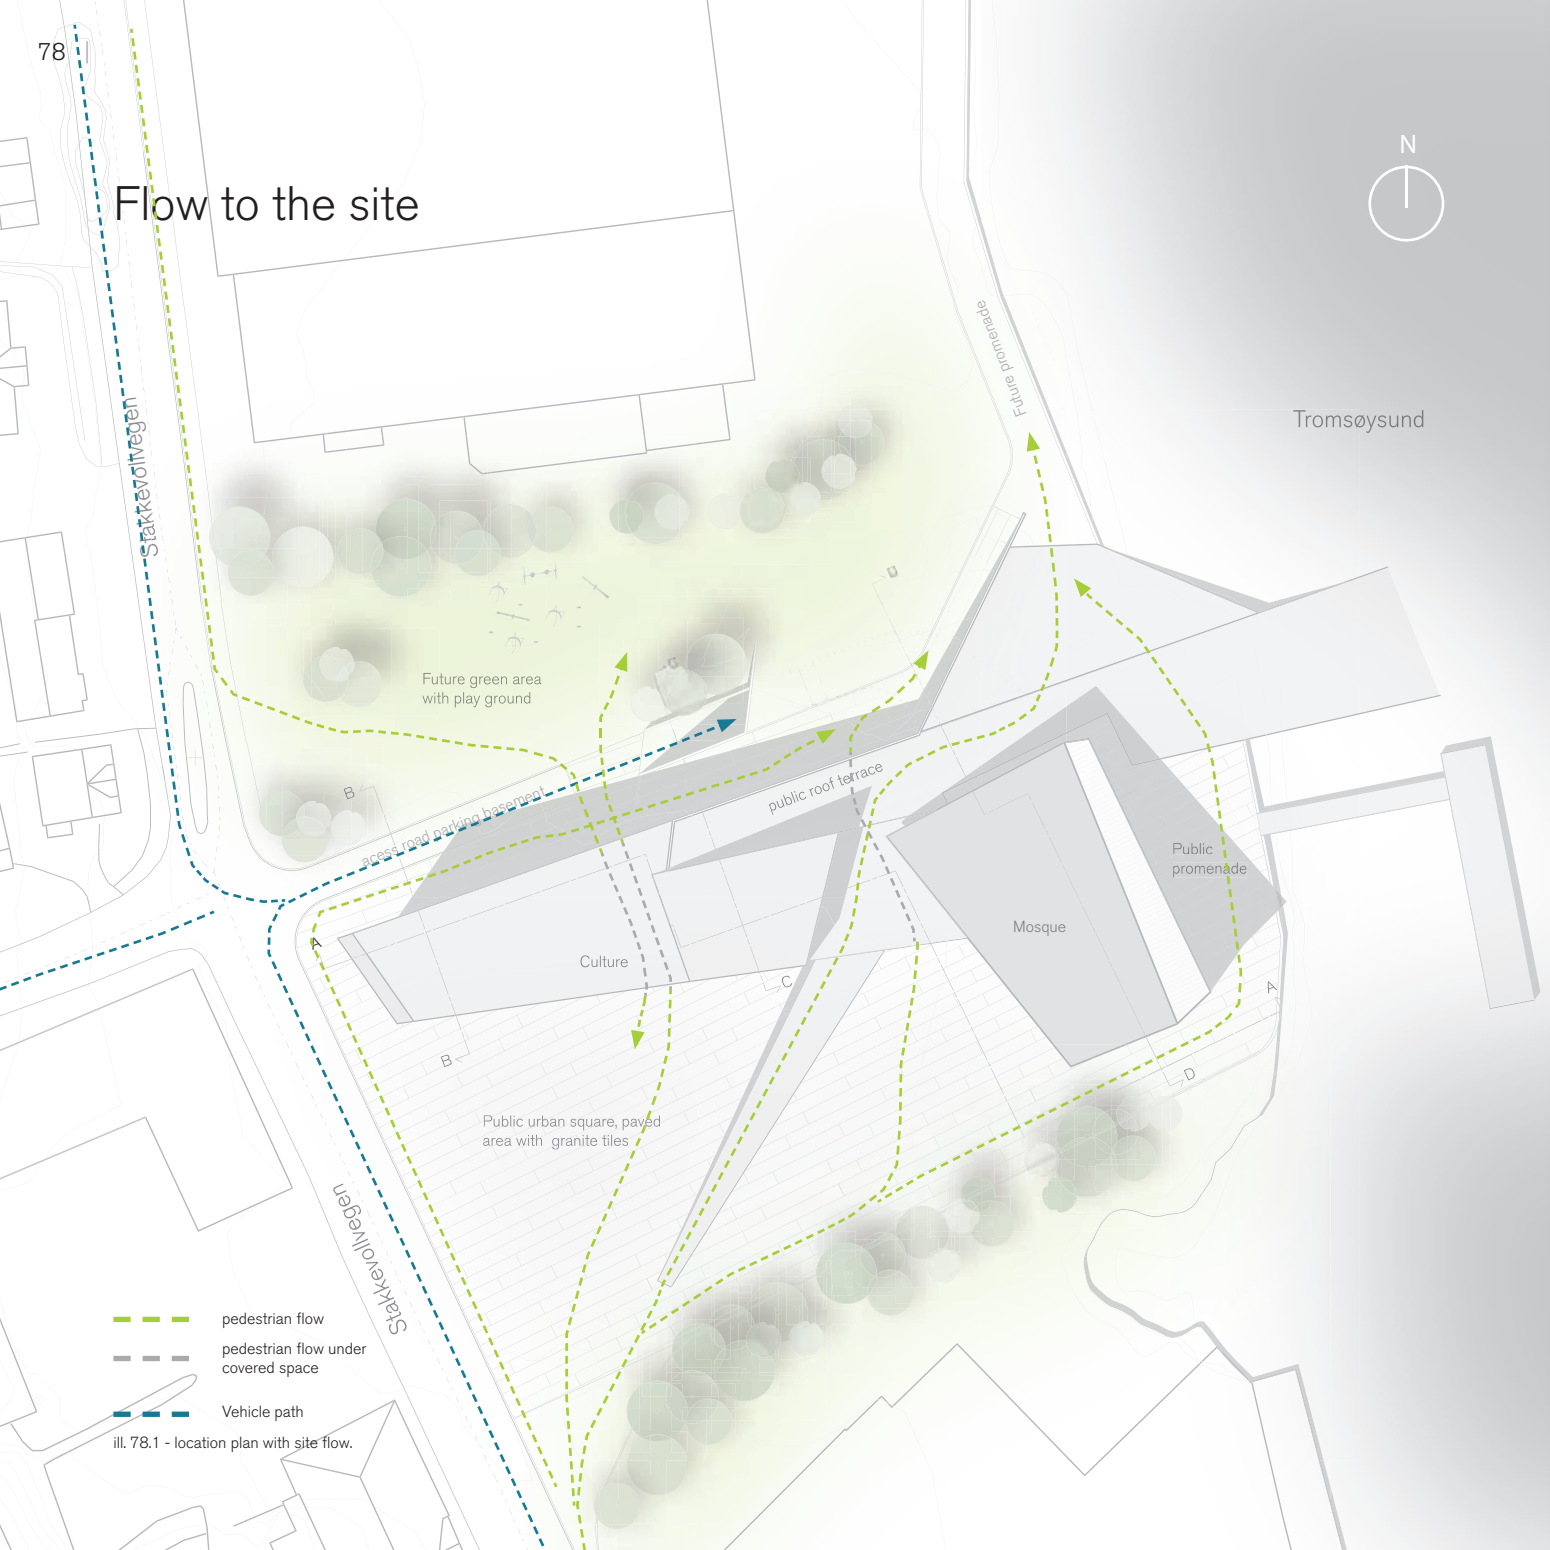 78
N
Flow to the site
Future promenade
Tromsøysund
Stakkevollvegen
G
G
Future green area
with play ground
B
acess road parking basement
public roof terrace
Public
promenade
Mosque
A
Culture
C
A
B
D
Public urban square, paved
area with granite tiles
Stakkevollvegen
pedestrian flow
pedestrian flow under
covered space
Vehicle path
ill. 78.1 - location plan with site flow.